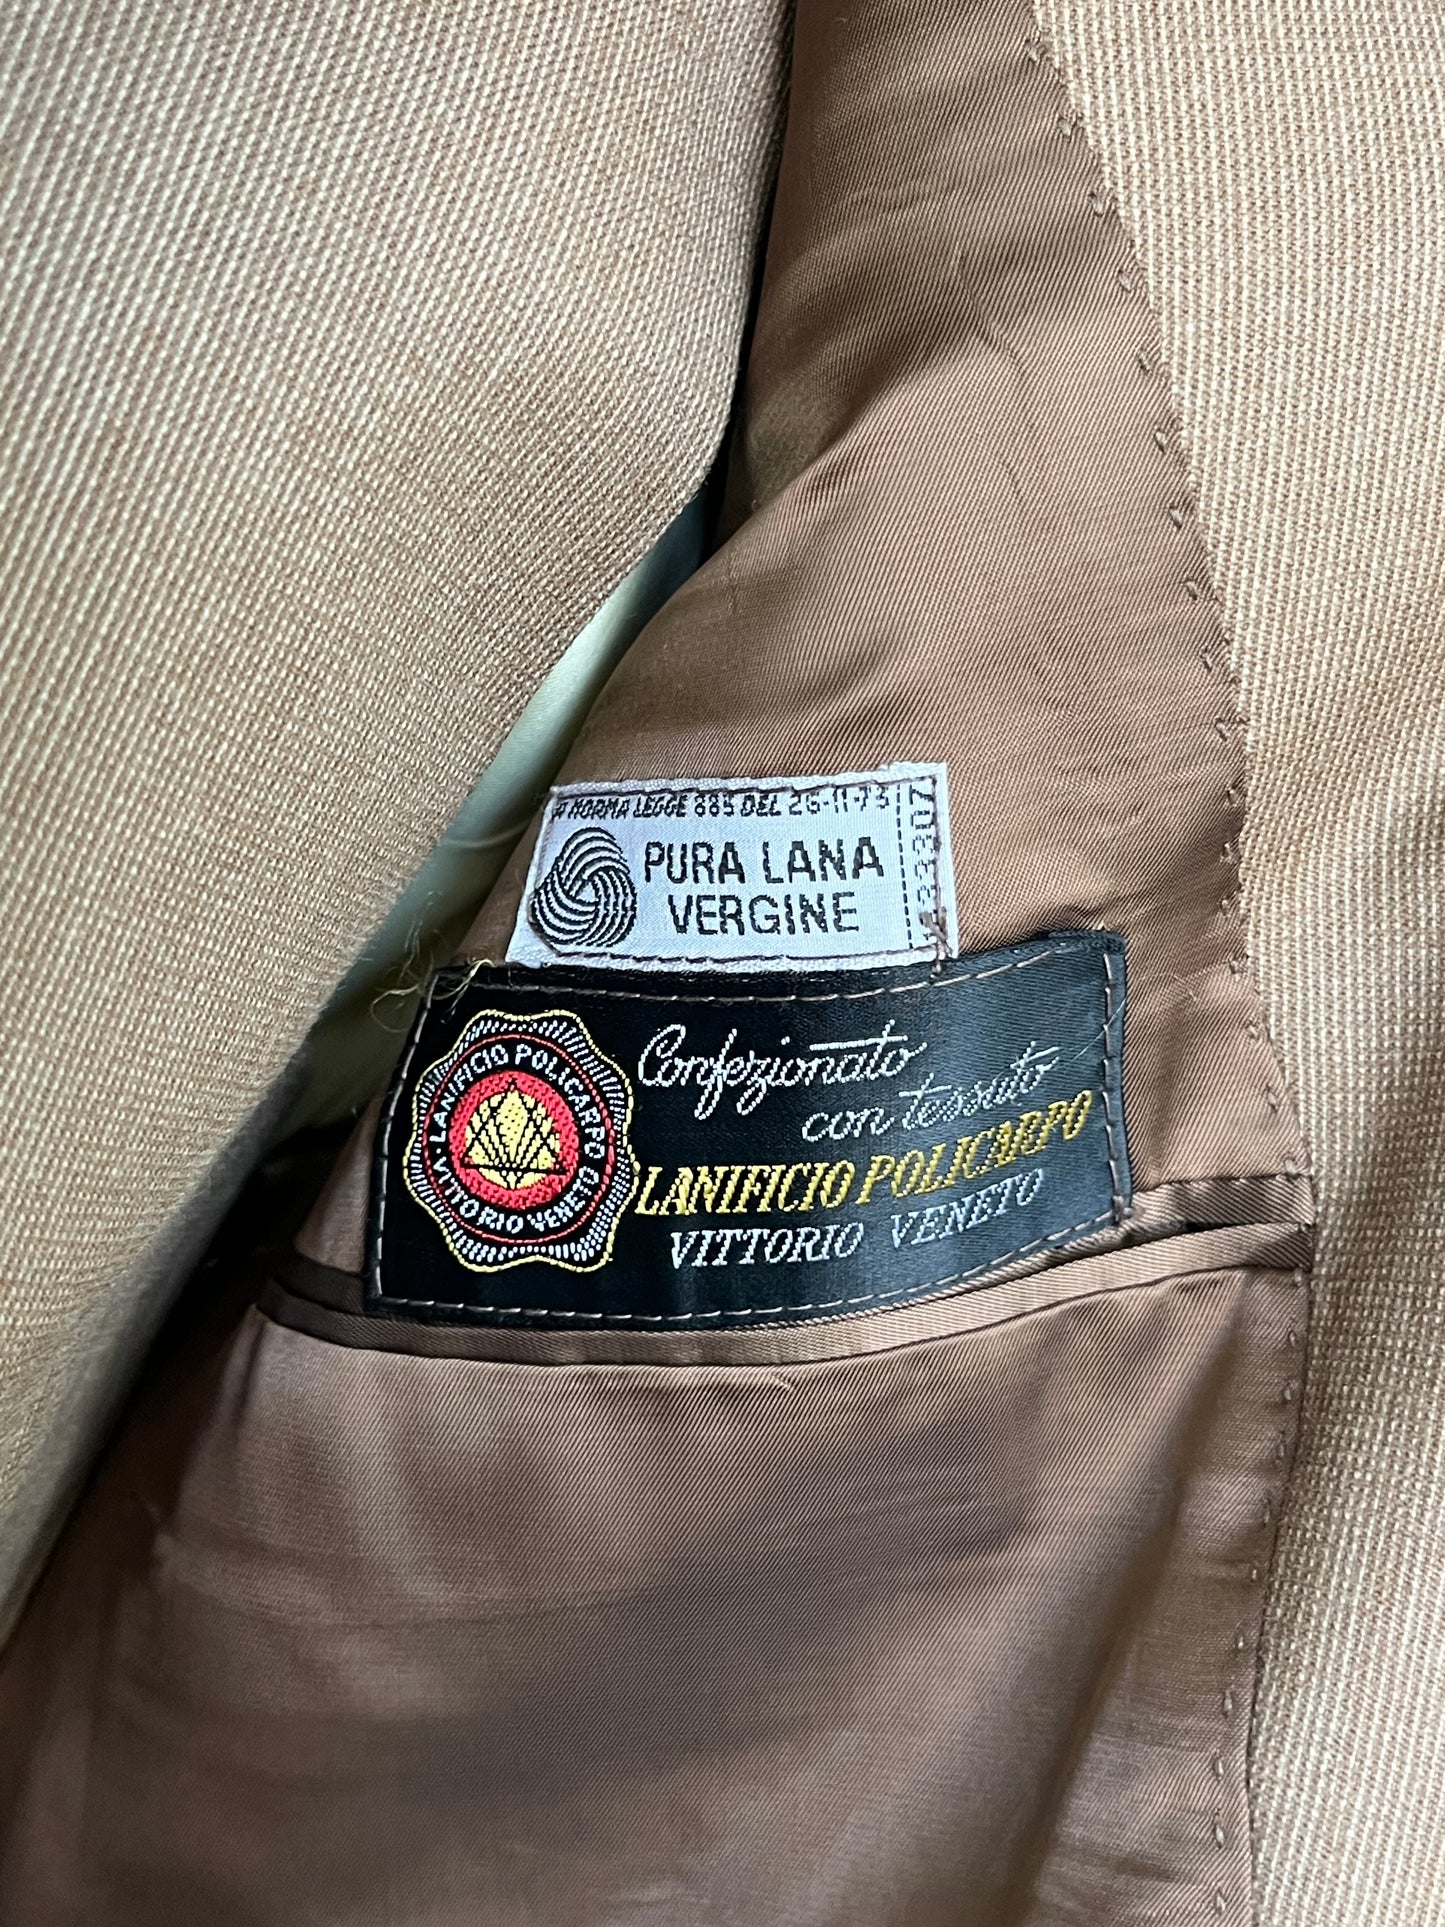 A NORMA LEGGE 885 DEL 26-11-73
PURA LANA
VERGINE
LANIFICIO POLICARPO
VITTORIO VENETO
Confezionato
con tessuto
LANIFICIO POLICARPO
VITTORIO VENETO